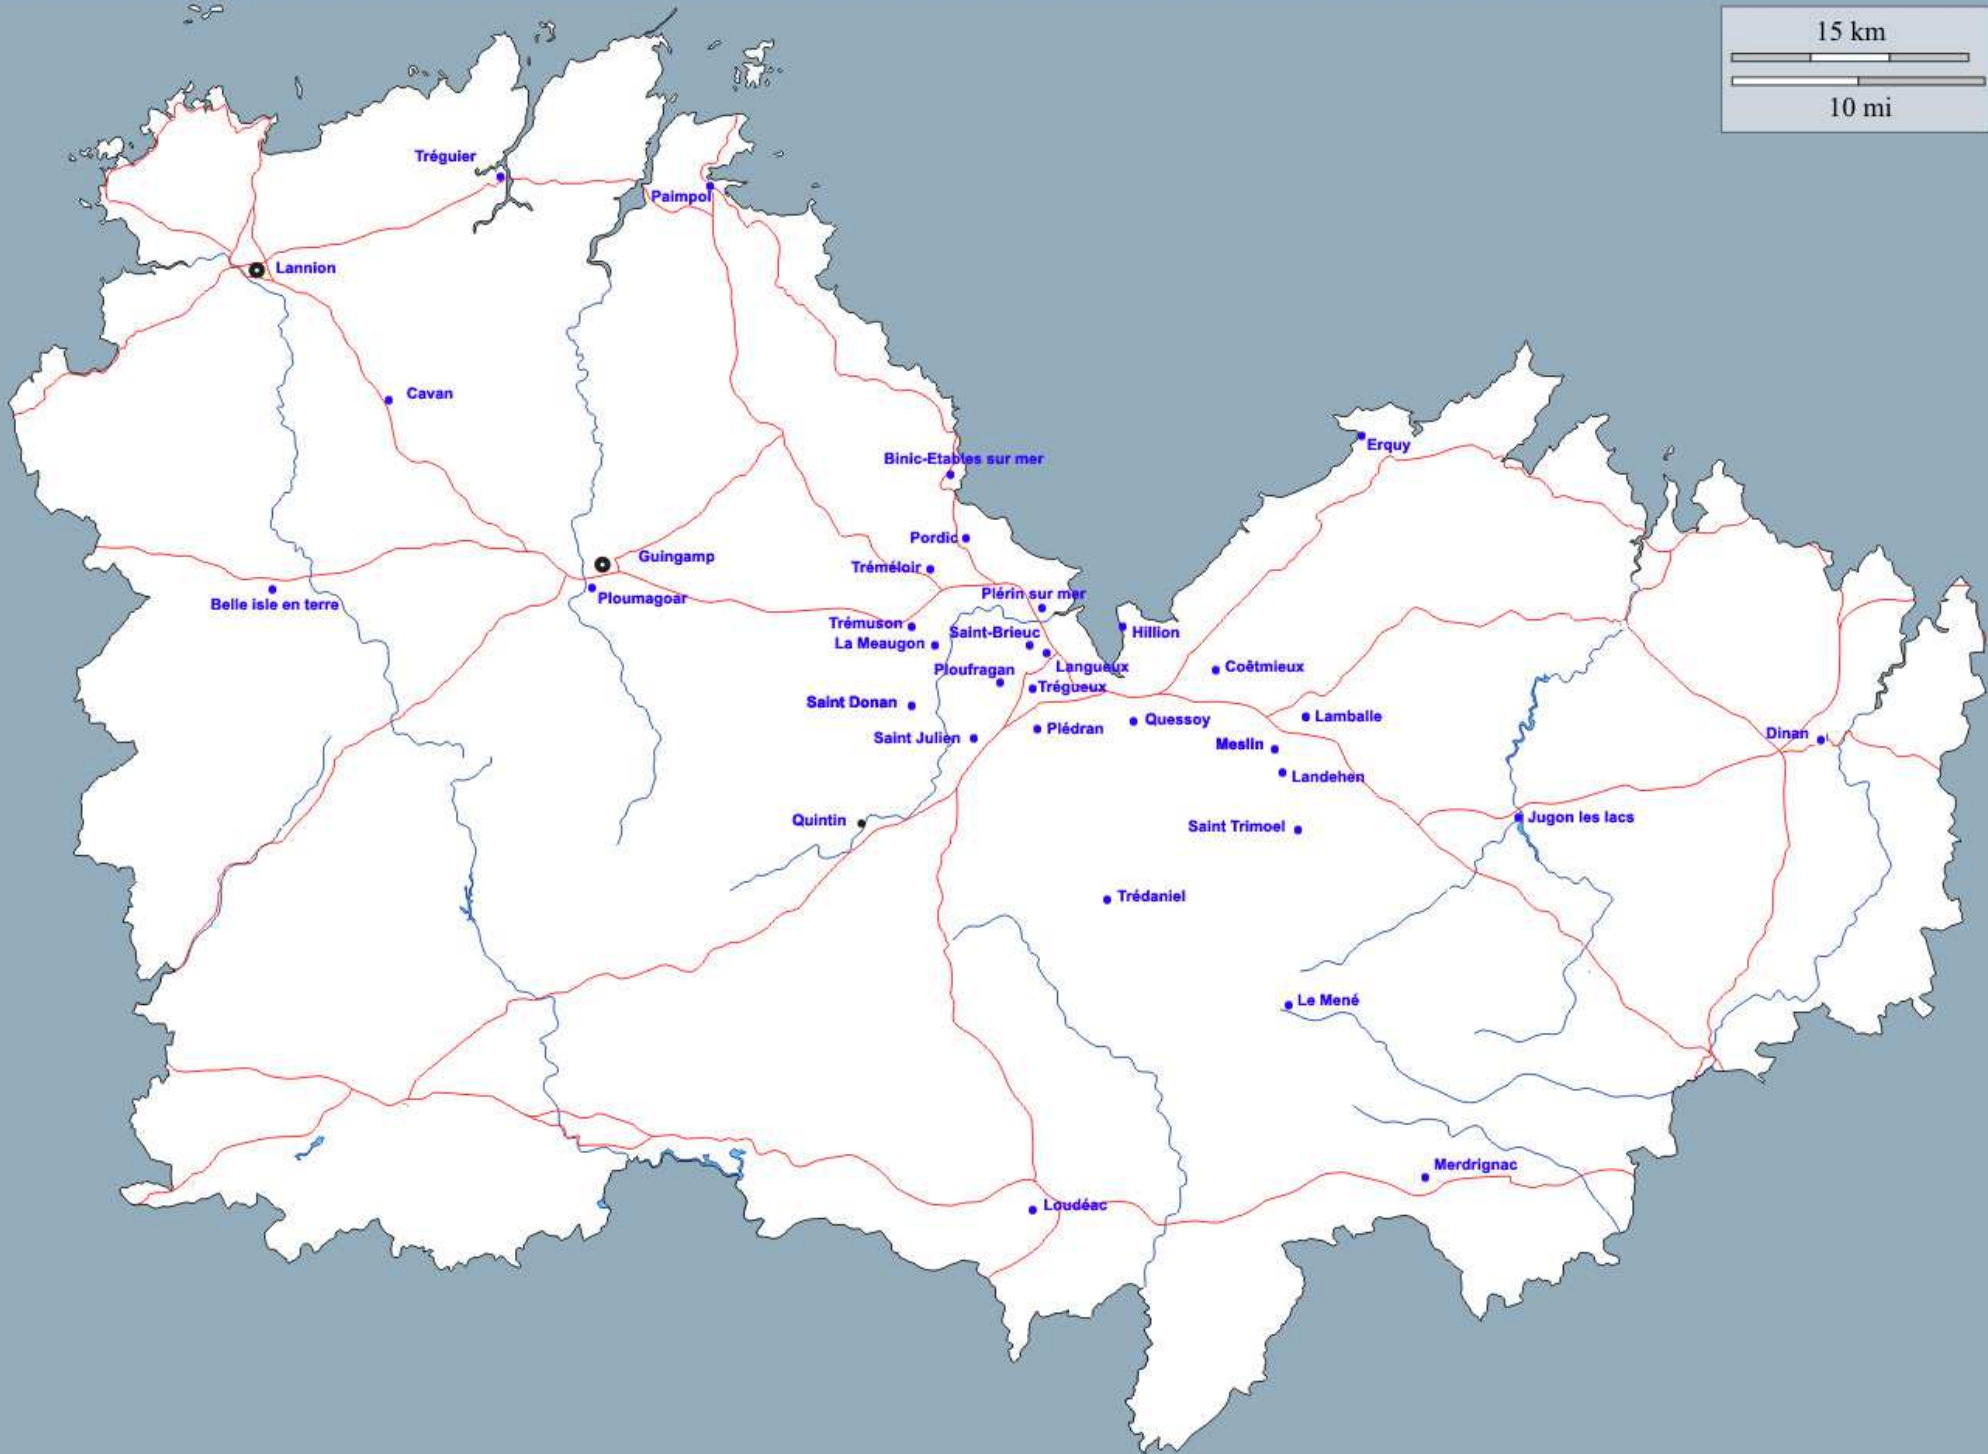 15 km
10 mi
Tréguier
Paimpol
Lannion
Cavan
Erquy
Binic-Etables sur mer
Pordic
Guingamp
Tréméloir
Plérin sur mer
Ploumagoar
Belle isle en terre
Trémuson
Saint-Brieuc
Hillion
La Meaugon
Langueux
Coëtmieux
Ploufragan
Trégueux
Saint Donan
Lamballe
Quessoy
Plédran
Dinan
Saint Julien
Meslin
Landehen
Jugon les lacs
Quintin
Saint Trimoel
Trédaniel
Le Mené
Merdrignac
Loudéac